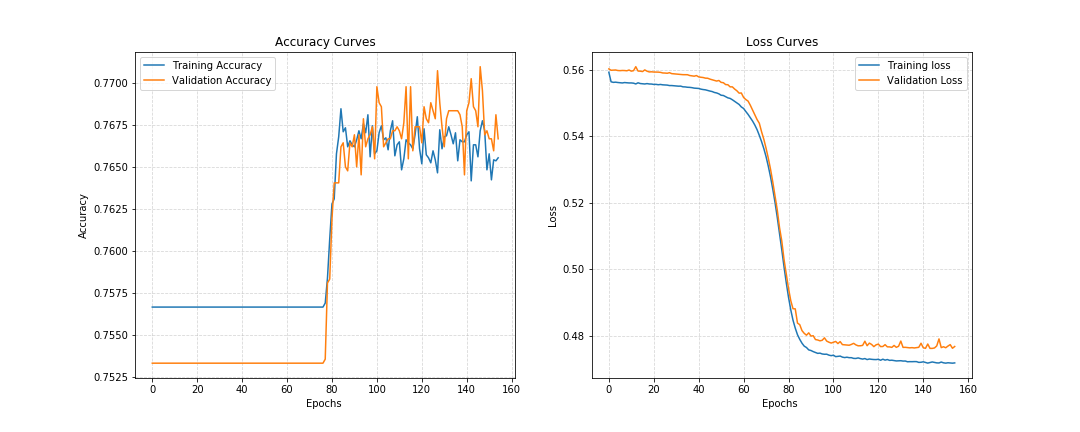 Accuracy Curves
Training Accuracy
Validation Accuracy
0.7700
0.7675
0.7650
0.7625
0.7600
0.7575
0.7550
0.7525
Accuracy
0 20 40 60 80 100 120 140 160
Epochs
Loss Curves
Training loss
Validation Loss
0.56
0.54
0.52
0.50
0.48
Loss
0 20 40 60 80 100 120 140 160
Epochs